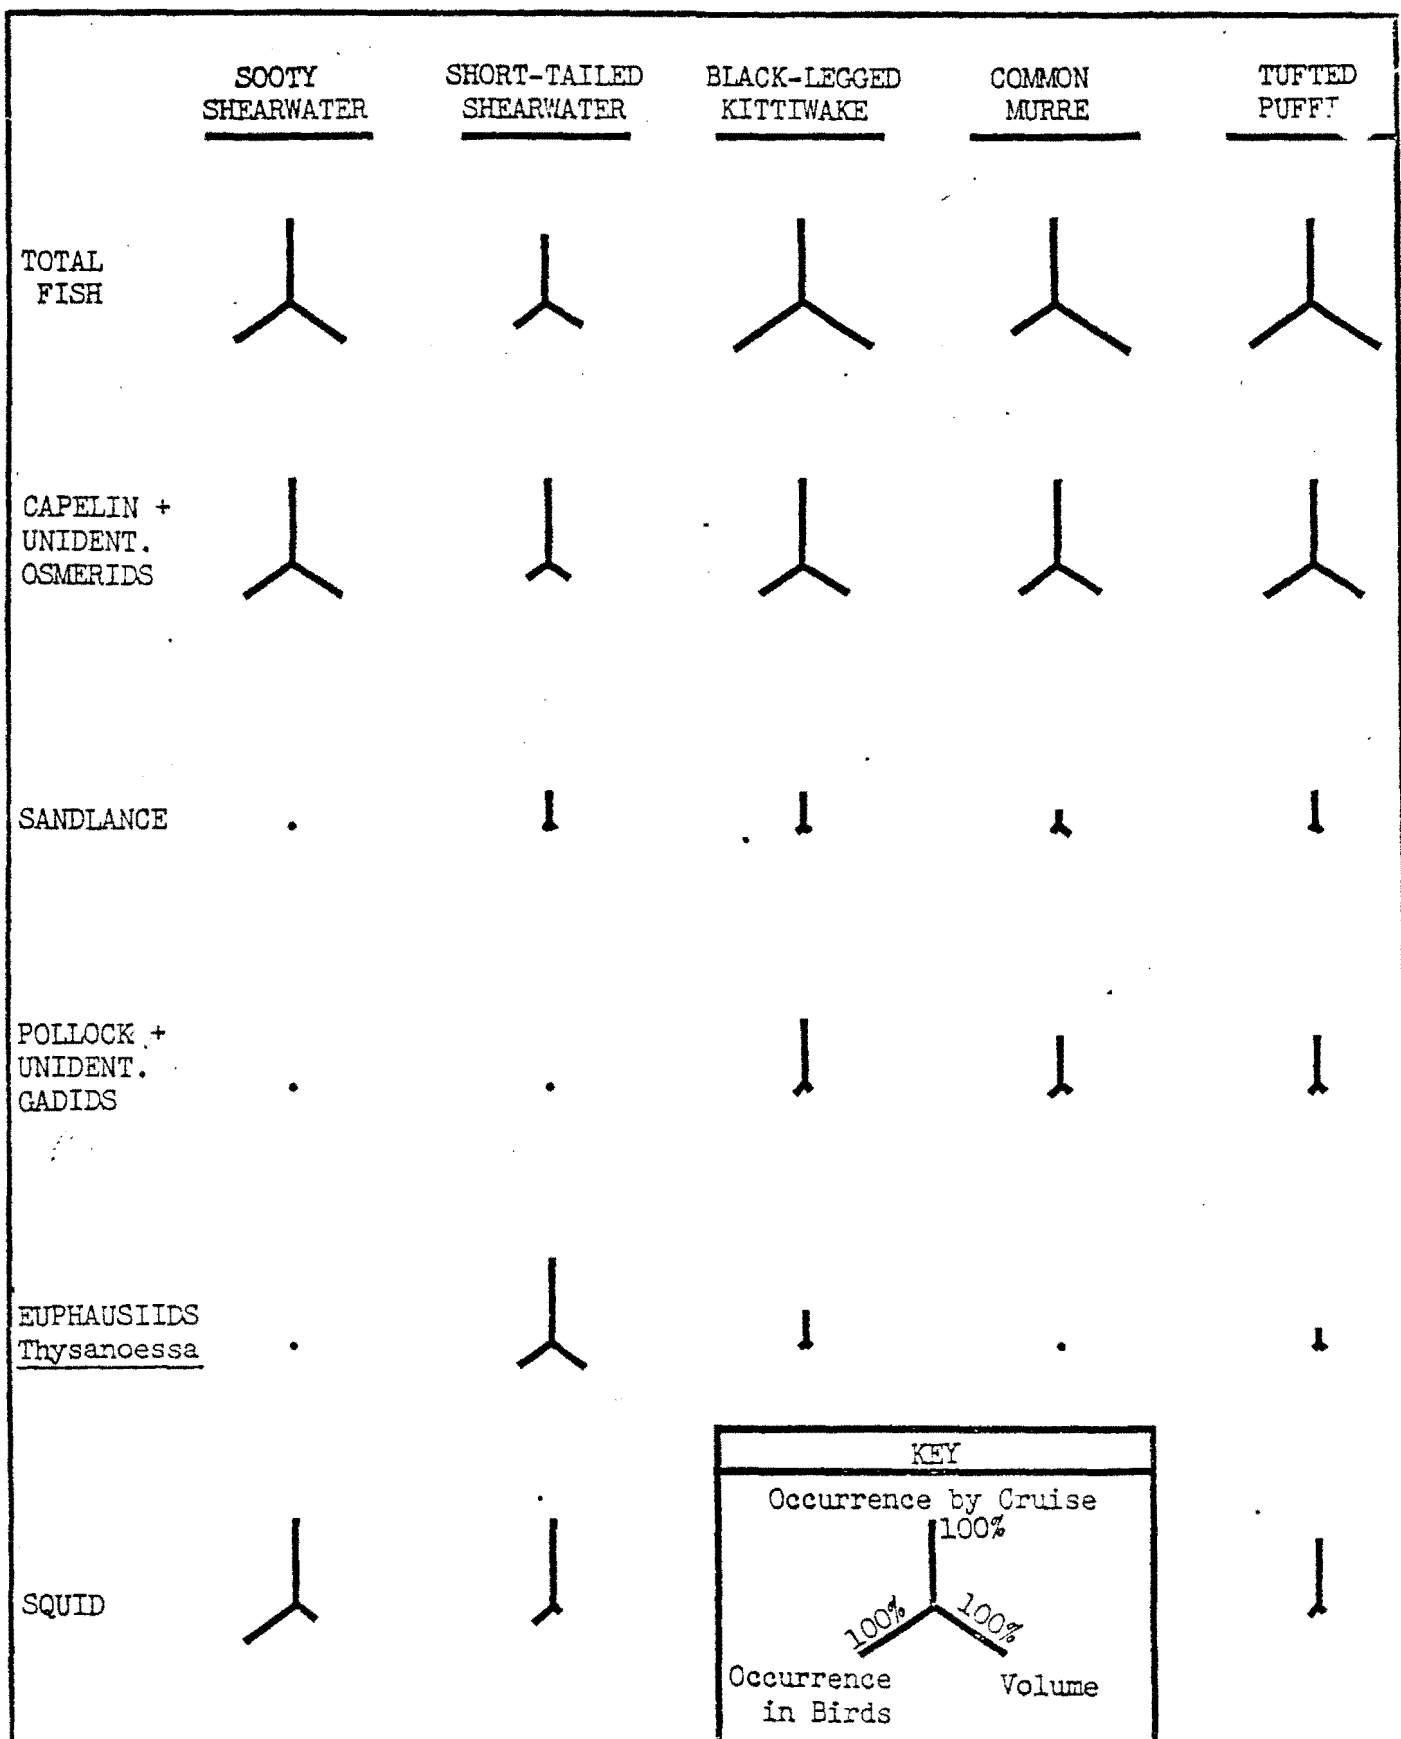 SOOTY
SHEARWATER
SHORT-TAILED
SHEARWATER
BLACK-LEGGED
KITTIWAKE
COMMON
MURRE
TUFTED
TOTAL
FISH
CAPELIN +
UNIDENT.
OSMERIDS
SANDLANCE
POLLOCK +
UNIDENT.
GADIDS
EUPHAUSIIDS
Thysanoessa
SQUID
KEY
Occurrence by Cruise
100%
100%
100%
Occurrence
in Birds
Volume